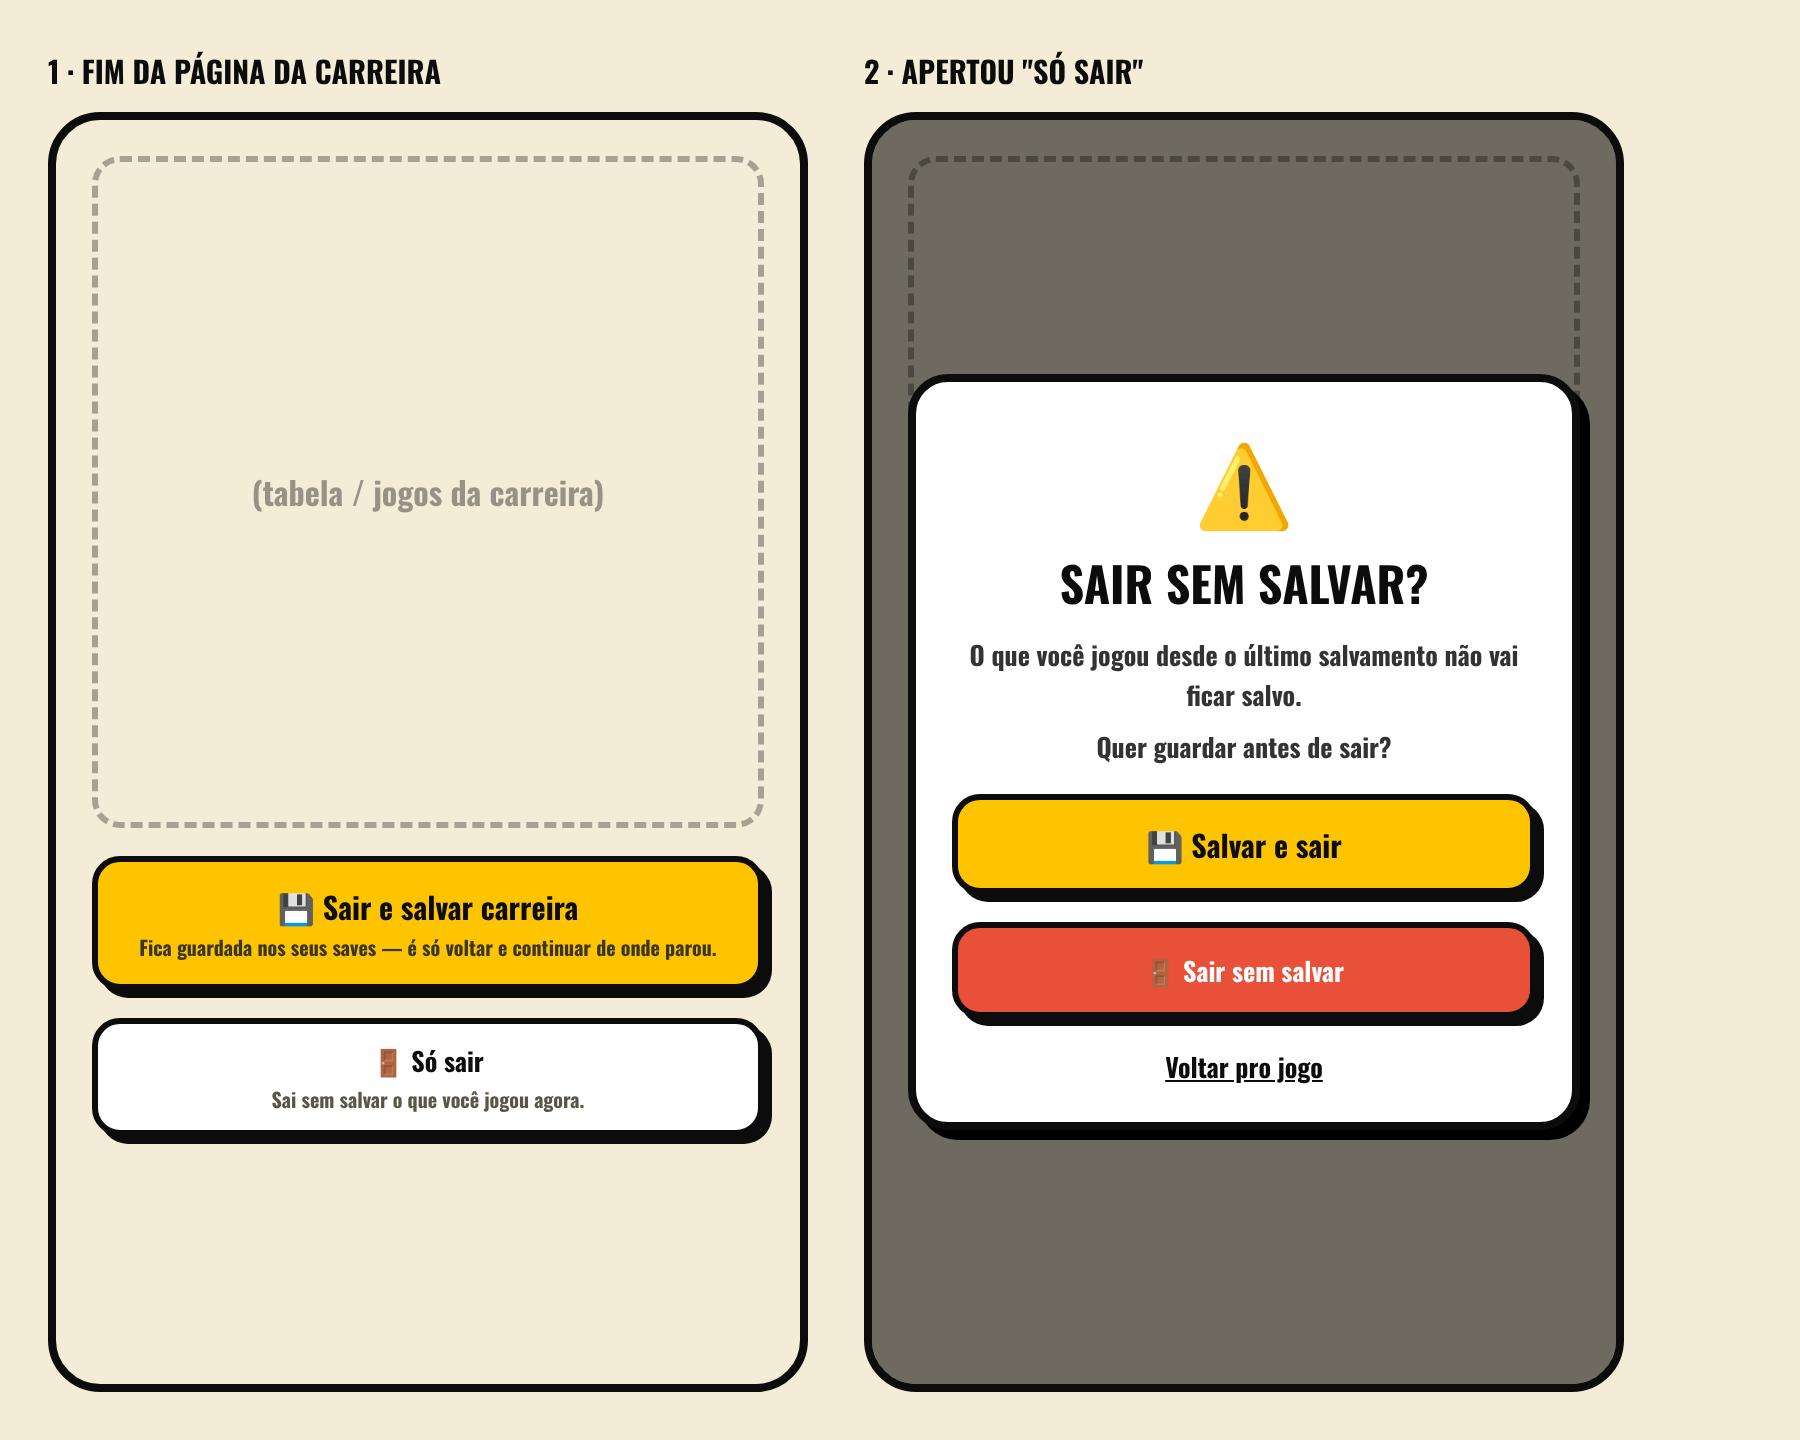 1 · FIM DA PÁGINA DA CARREIRA
(tabela / jogos da carreira)
💾 Sair e salvar carreira
Fica guardada nos seus saves — é só voltar e continuar de onde parou.
🚪 Só sair
Sai sem salvar o que você jogou agora.
2 · APERTOU "SÓ SAIR"
SAIR SEM SALVAR?
O que você jogou desde o último salvamento não vai
ficar salvo.
Quer guardar antes de sair?
💾 Salvar e sair
🚪 Sair sem salvar
Voltar pro jogo